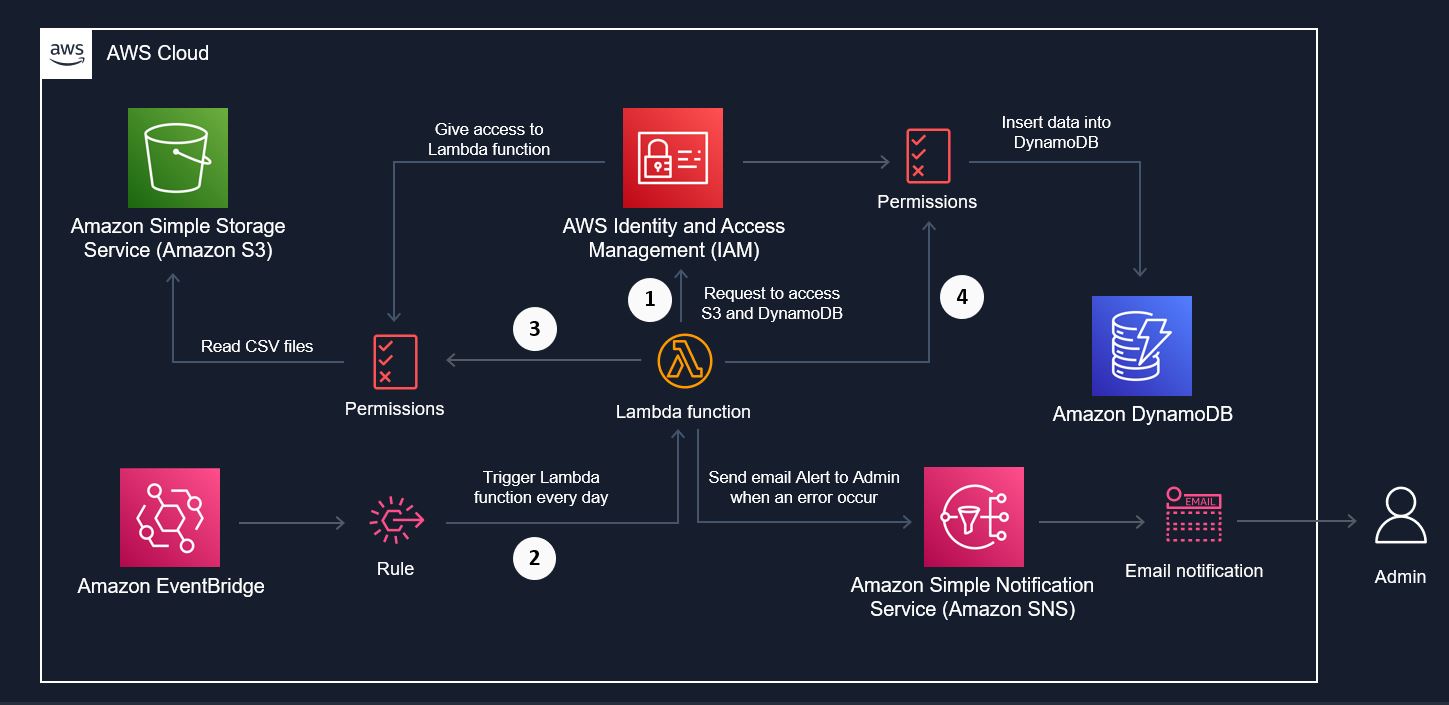 aws
AWS Cloud
Give access to
Lambda function
Insert data into
DynamoDB
Permissions
Amazon Simple Storage
Service (Amazon S3)
AWS Identity and Access
Management (IAM)
1
Request to access
S3 and DynamoDB
4
3
Read CSV files
Permissions
Lambda function
Amazon DynamoDB
Trigger Lambda
function every day
Send email Alert to Admin
when an error occur
EMAIL
2
Rule
Amazon EventBridge
Amazon Simple Notification
Service (Amazon SNS)
Email notification
Admin